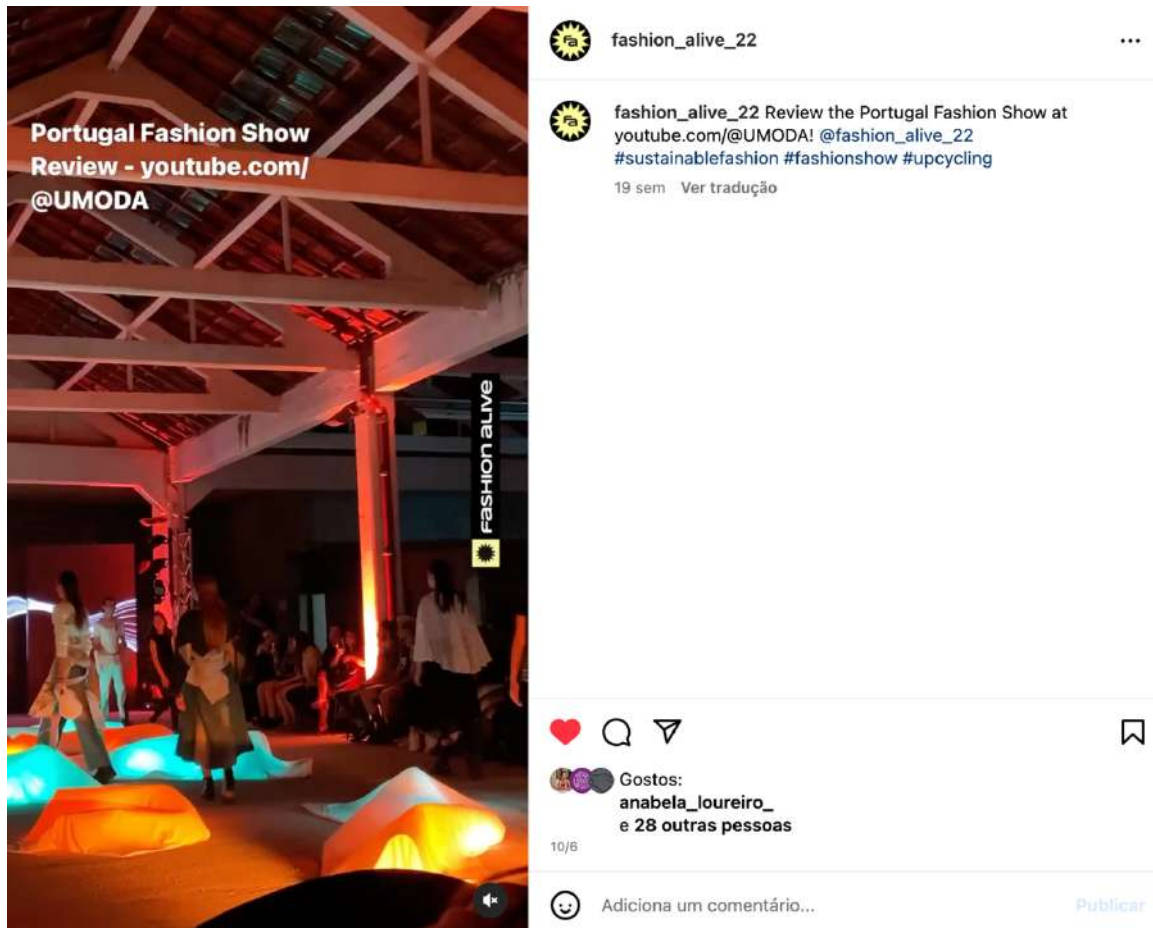 Portugal Fashion Show
Review - youtube.com/
@UMODA
FASHION ALIVE
Fa
fashion_alive_22
Fa
fashion_alive_22 Review the Portugal Fashion Show at
youtube.com/@UMODA! @fashion_alive_22
#sustainablefashion #fashionshow #upcycling
19 sem Ver tradução
Gostos:
anabela_loureiro_
e 28 outras pessoas
10/6
Adiciona um comentário...
Publicar